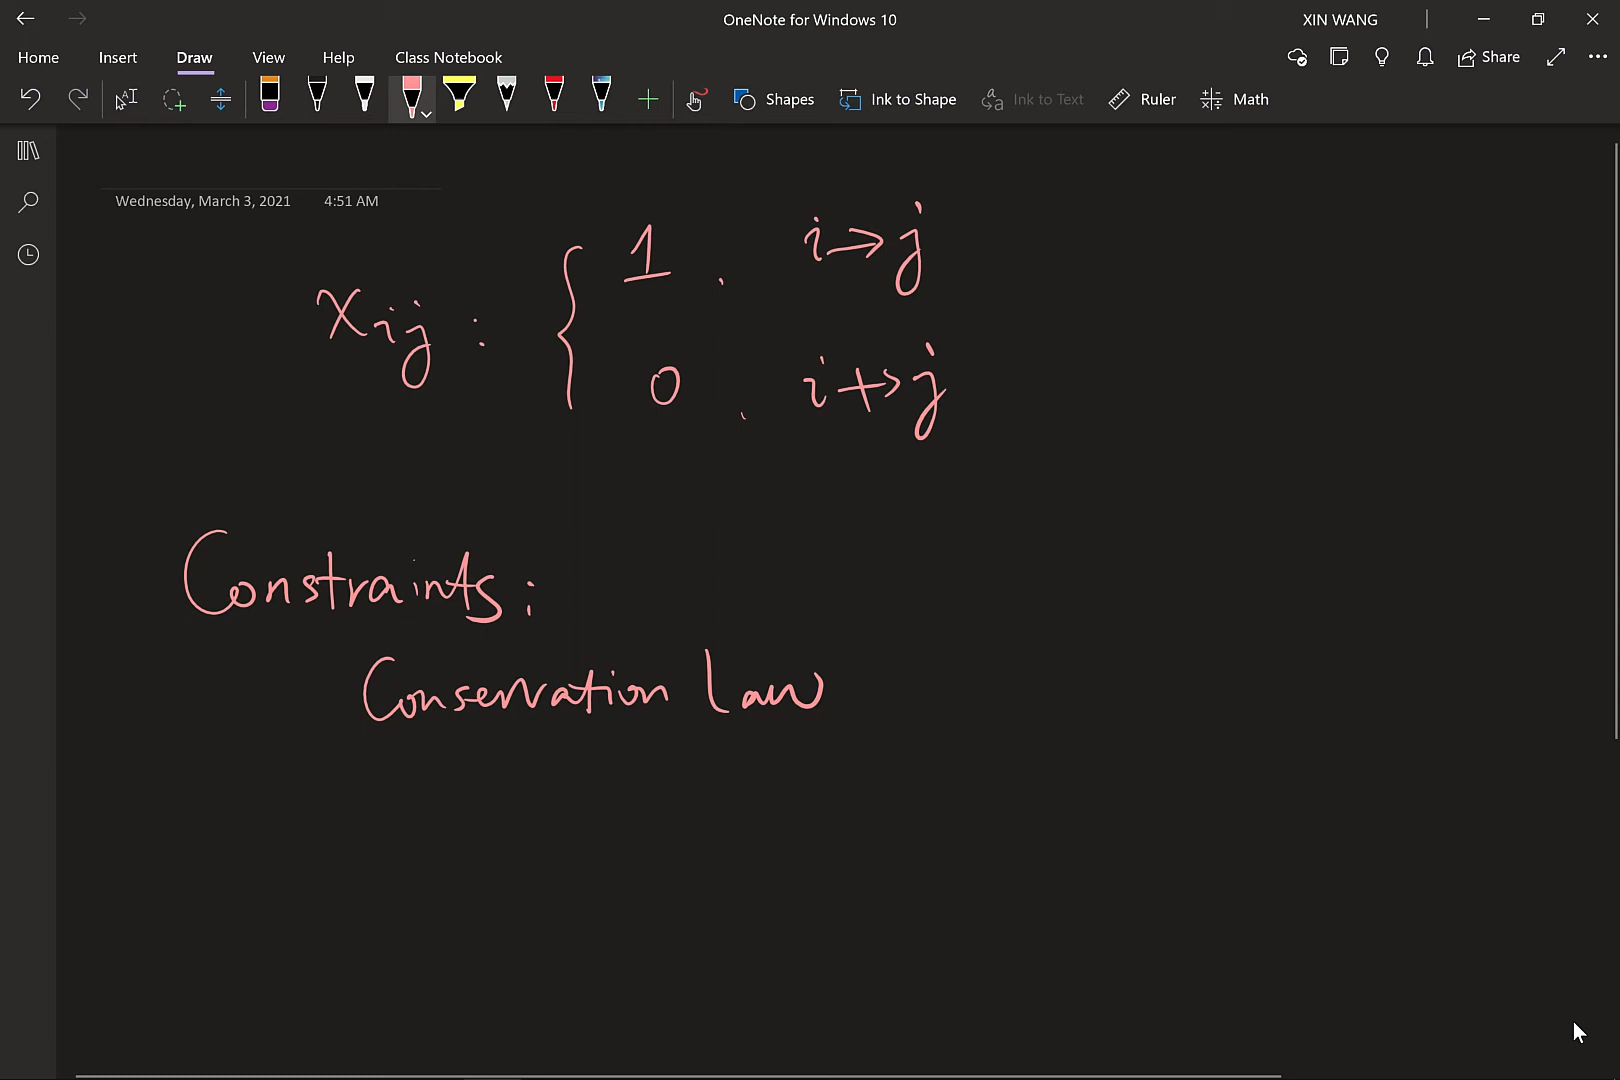 OneNote for Windows 10
XIN WANG
Home Insert Draw View Help Class Notebook
Share
Shapes Ink to Shape Ink to Text Ruler Math
Wednesday, March 3, 2021 4:51 AM
1 . i → j
x_ij : {
0 . i ↛ j
Constraints:
Conservation law